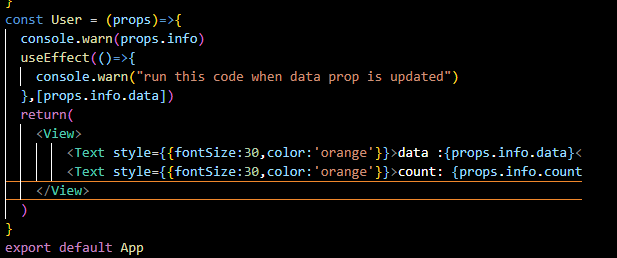 }
const User = (props)=>{
console.warn(props.info)
useEffect(()=>{
console.warn("run this code when data prop is updated")
},[props.info.data])
return(
<View>
<Text style={{fontSize:30,color:'orange'}}>data :{props.info.data}<
<Text style={{fontSize:30,color:'orange'}}>count: {props.info.count
</View>
)
}
export default App